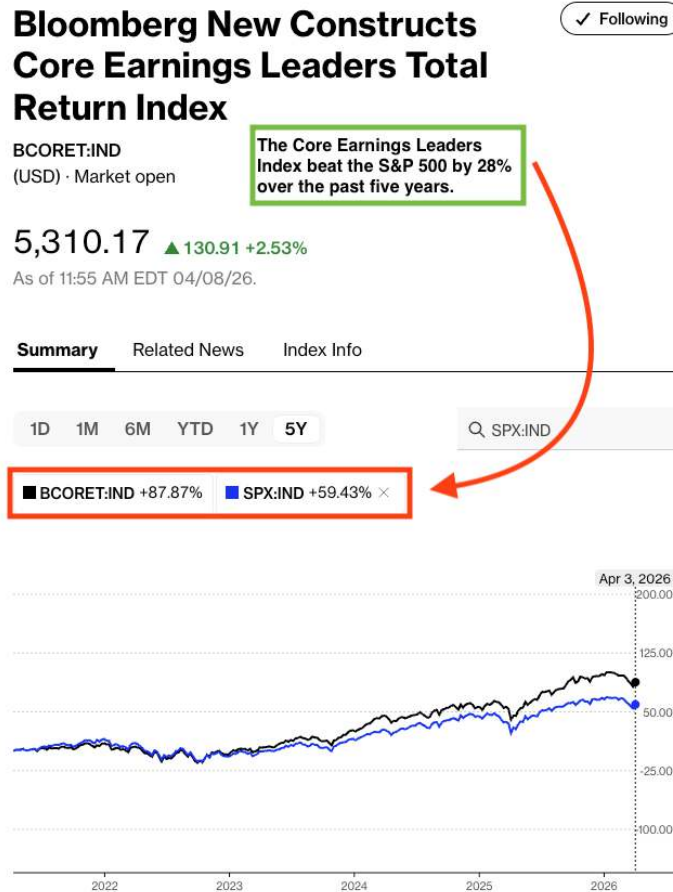 Bloomberg New Constructs
Core Earnings Leaders Total
Return Index
✓ Following
BCORET:IND
(USD) · Market open
The Core Earnings Leaders
Index beat the S&P 500 by 28%
over the past five years.
5,310.17 ▲130.91 +2.53%
As of 11:55 AM EDT 04/08/26.
Summary Related News Index Info
1D 1M 6M YTD 1Y 5Y
SPX:IND
BCORET:IND +87.87% SPX:IND +59.43% ×
Apr 3, 2026
200.00
125.00
50.00
-25.00
-100.00
2022 2023 2024 2025 2026